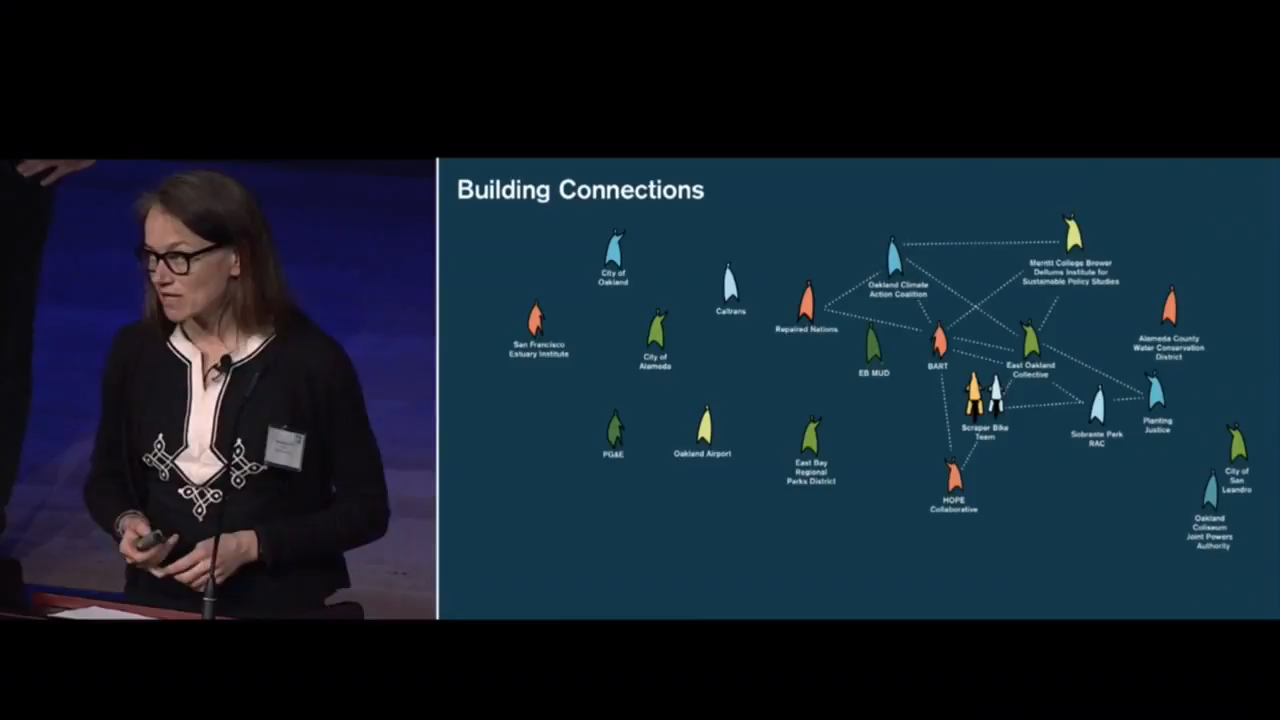 Building Connections
City of
Oakland
Caltrans
Oakland Climate
Action Coalition
Merritt College Brower
Dellums Institute for
Sustainable Policy Studies
San Francisco
Estuary Institute
City of
Alameda
Repaired Nations
EB MUD
BART
East Oakland
Collective
Alameda County
Water Conservation
District
Scraper Bike
Team
Sobrante Park
RAC
Planting
Justice
PG&E
Oakland Airport
East Bay
Regional
Parks District
HOPE
Collaborative
City of
San
Leandro
Oakland
Coliseum
Joint Powers
Authority